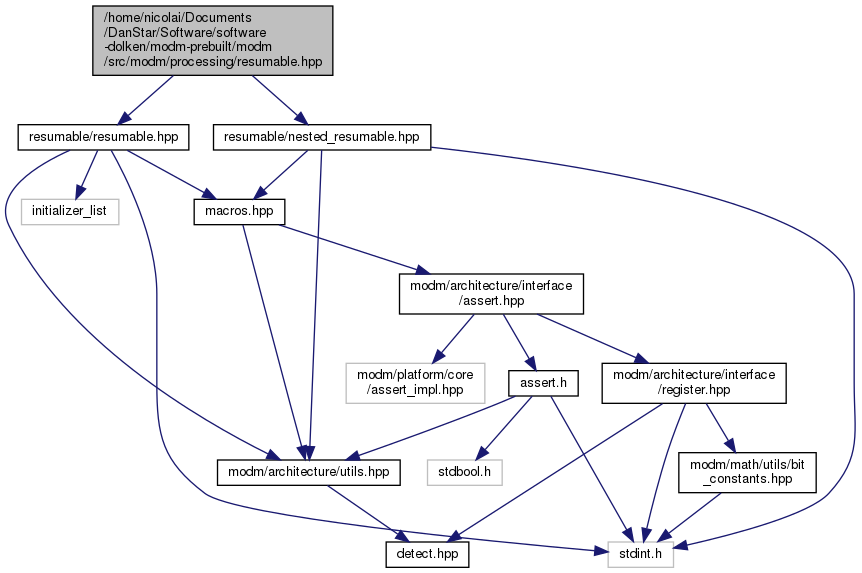 /home/nicolai/Documents
/DanStar/Software/software
-dolken/modm-prebuilt/modm
/src/modm/processing/resumable.hpp
resumable/resumable.hpp
resumable/nested_resumable.hpp
initializer_list
macros.hpp
modm/architecture/interface
/assert.hpp
modm/platform/core
/assert_impl.hpp
assert.h
modm/architecture/interface
/register.hpp
modm/architecture/utils.hpp
stdbool.h
modm/math/utils/bit
_constants.hpp
detect.hpp
stdint.h